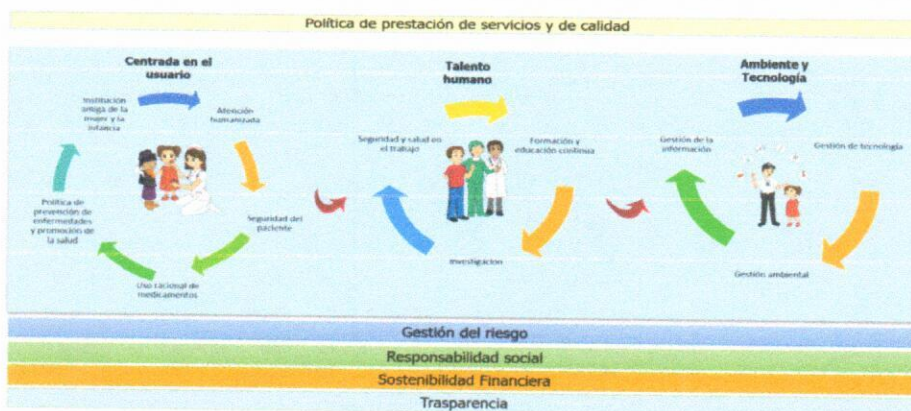 Política de prestación de servicios y de calidad
Centrada en el
usuario
Institución
amiga de la
mujer y la
infancia
Atención
humanizada
Seguridad del
paciente
Uso racional de
medicamentos
Política de
prevención de
enfermedades
y promoción de
la salud
Talento
humano
Seguridad y salud en
el trabajo
Formación y
educación continua
Investigacion
Ambiente y
Tecnología
Gestión de la
información
Gestión de tecnología
Gestión ambiental
Gestión del riesgo
Responsabilidad social
Sostenibilidad Financiera
Trasparencia